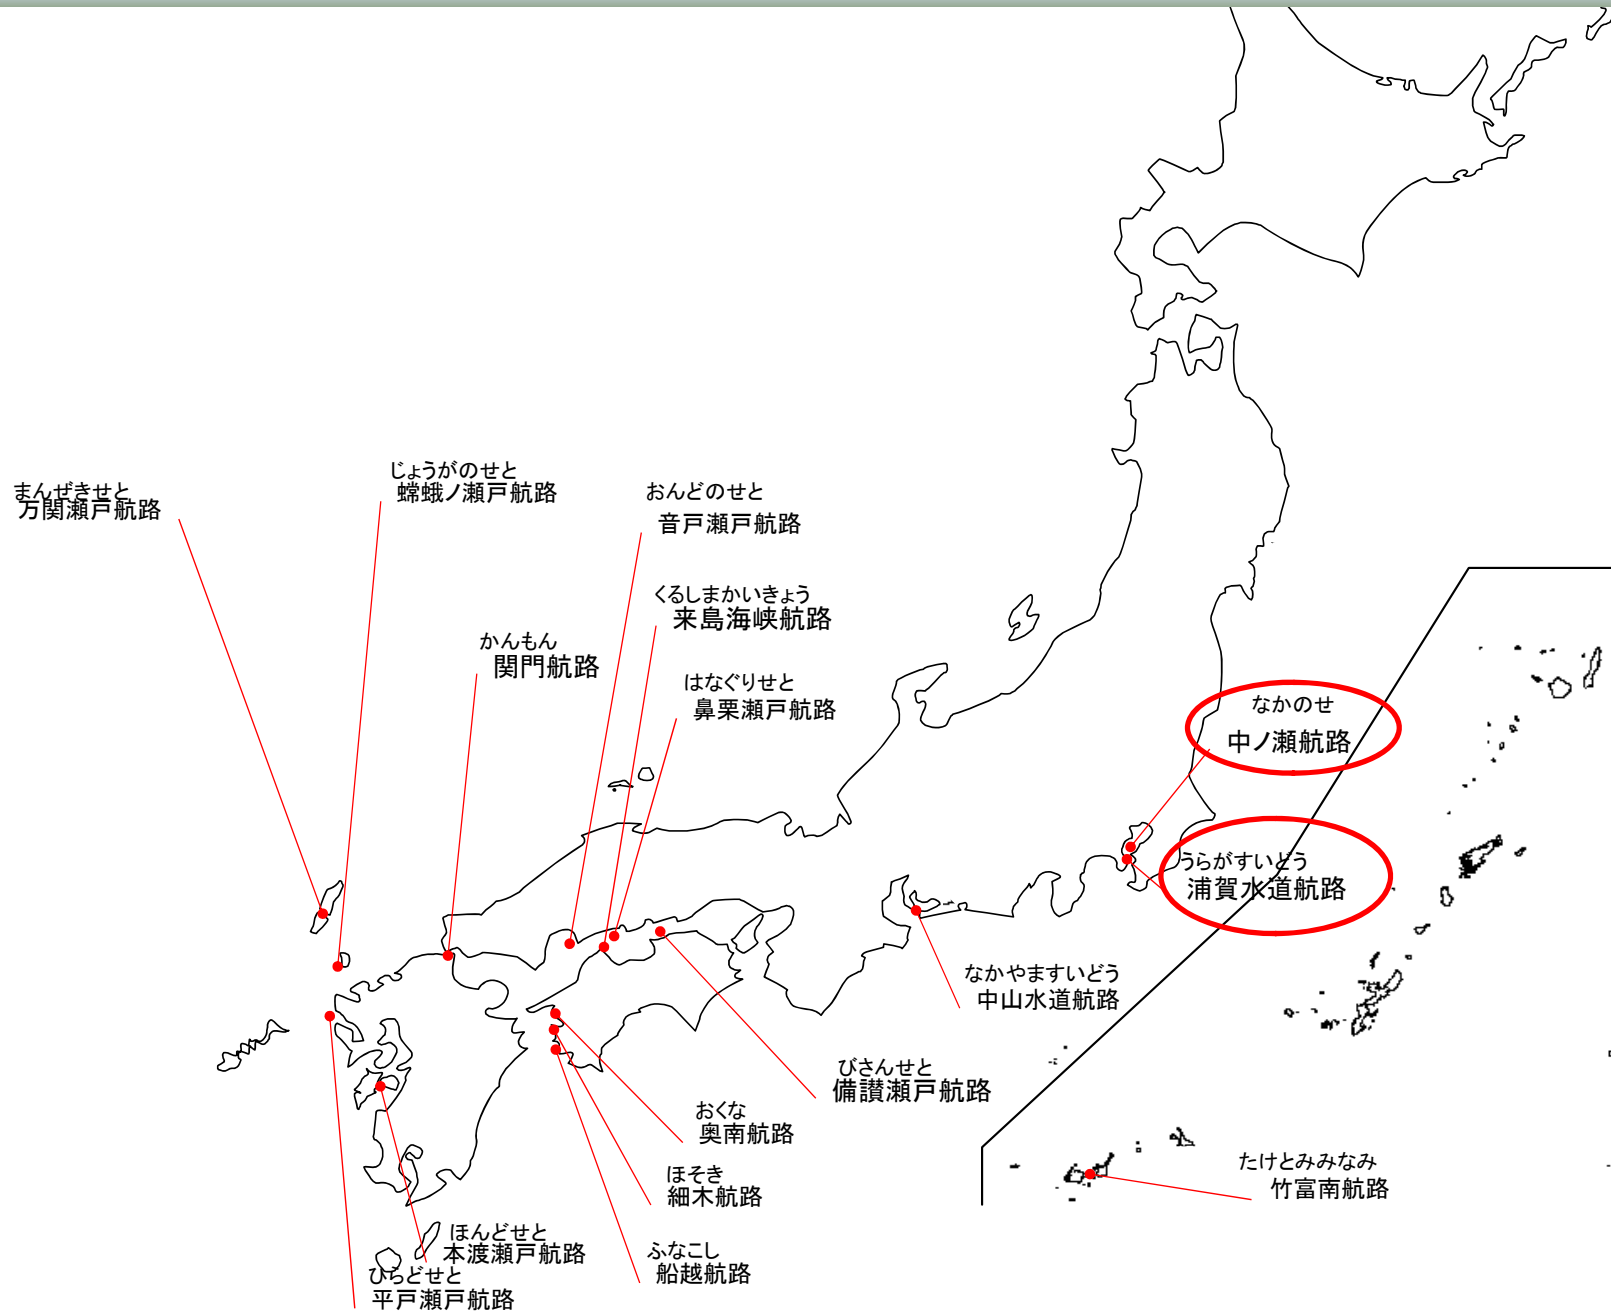 じょうがのせと
嫦蛾ノ瀬戸航路
まんぜきせと
万関瀬戸航路
おんどのせと
音戸瀬戸航路
くるしまかいきょう
来島海峡航路
かんもん
関門航路
はなぐりせと
鼻栗瀬戸航路
なかのせ
中ノ瀬航路
うらがすいどう
浦賀水道航路
なかやますいどう
中山水道航路
びさんせと
備讃瀬戸航路
おくな
奥南航路
ほそき
細木航路
たけとみみなみ
竹富南航路
ほんどせと
本渡瀬戸航路
ふなこし
船越航路
ひらどせと
平戸瀬戸航路